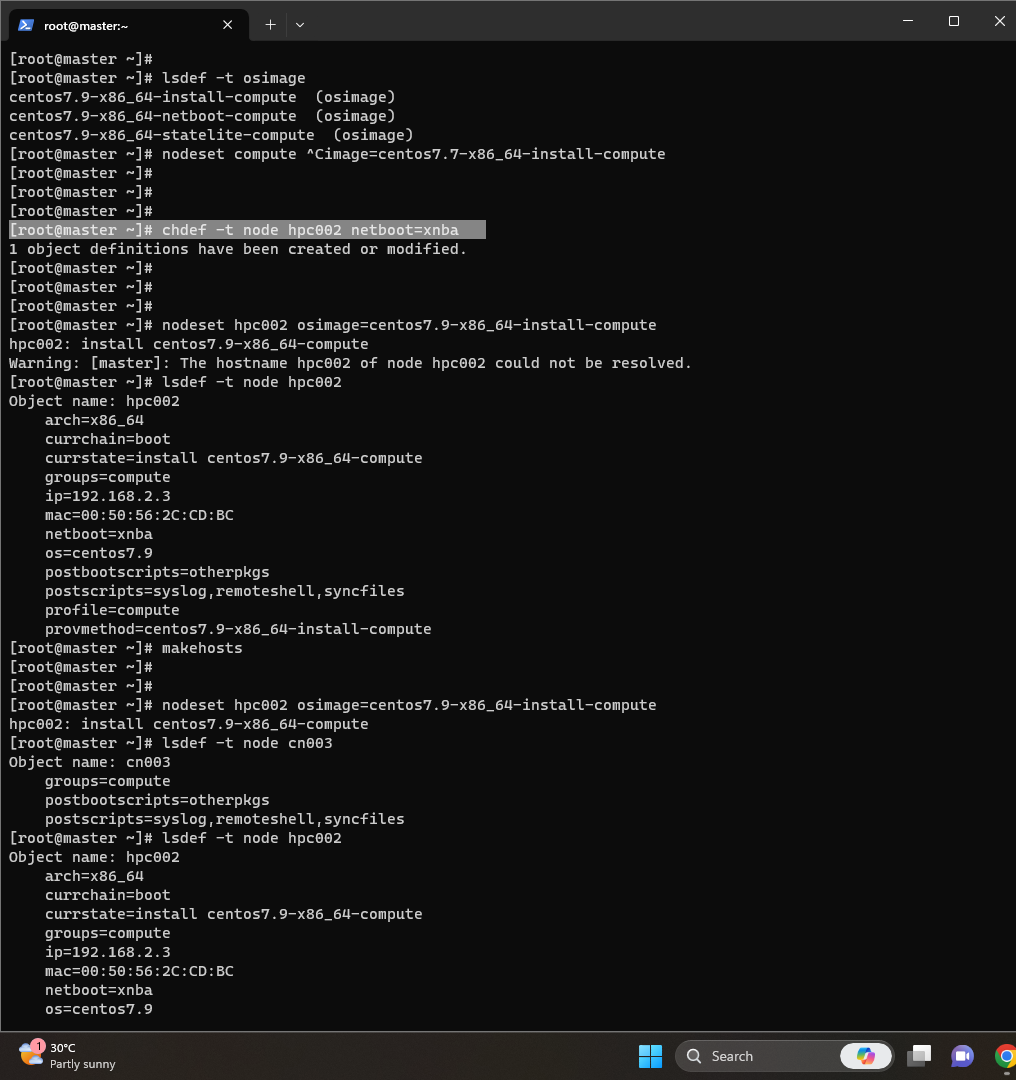 root@master:~
[root@master ~]#
[root@master ~]# lsdef -t osimage
centos7.9-x86_64-install-compute  (osimage)
centos7.9-x86_64-netboot-compute  (osimage)
centos7.9-x86_64-statelite-compute  (osimage)
[root@master ~]# nodeset compute ^Cimage=centos7.7-x86_64-install-compute
[root@master ~]#
[root@master ~]#
[root@master ~]#
[root@master ~]# chdef -t node hpc002 netboot=xnba
1 object definitions have been created or modified.
[root@master ~]#
[root@master ~]#
[root@master ~]#
[root@master ~]# nodeset hpc002 osimage=centos7.9-x86_64-install-compute
hpc002: install centos7.9-x86_64-compute
Warning: [master]: The hostname hpc002 of node hpc002 could not be resolved.
[root@master ~]# lsdef -t node hpc002
Object name: hpc002
    arch=x86_64
    currchain=boot
    currstate=install centos7.9-x86_64-compute
    groups=compute
    ip=192.168.2.3
    mac=00:50:56:2C:CD:BC
    netboot=xnba
    os=centos7.9
    postbootscripts=otherpkgs
    postscripts=syslog,remoteshell,syncfiles
    profile=compute
    provmethod=centos7.9-x86_64-install-compute
[root@master ~]# makehosts
[root@master ~]#
[root@master ~]#
[root@master ~]# nodeset hpc002 osimage=centos7.9-x86_64-install-compute
hpc002: install centos7.9-x86_64-compute
[root@master ~]# lsdef -t node cn003
Object name: cn003
    groups=compute
    postbootscripts=otherpkgs
    postscripts=syslog,remoteshell,syncfiles
[root@master ~]# lsdef -t node hpc002
Object name: hpc002
    arch=x86_64
    currchain=boot
    currstate=install centos7.9-x86_64-compute
    groups=compute
    ip=192.168.2.3
    mac=00:50:56:2C:CD:BC
    netboot=xnba
    os=centos7.9
1
30°C
Partly sunny
Search